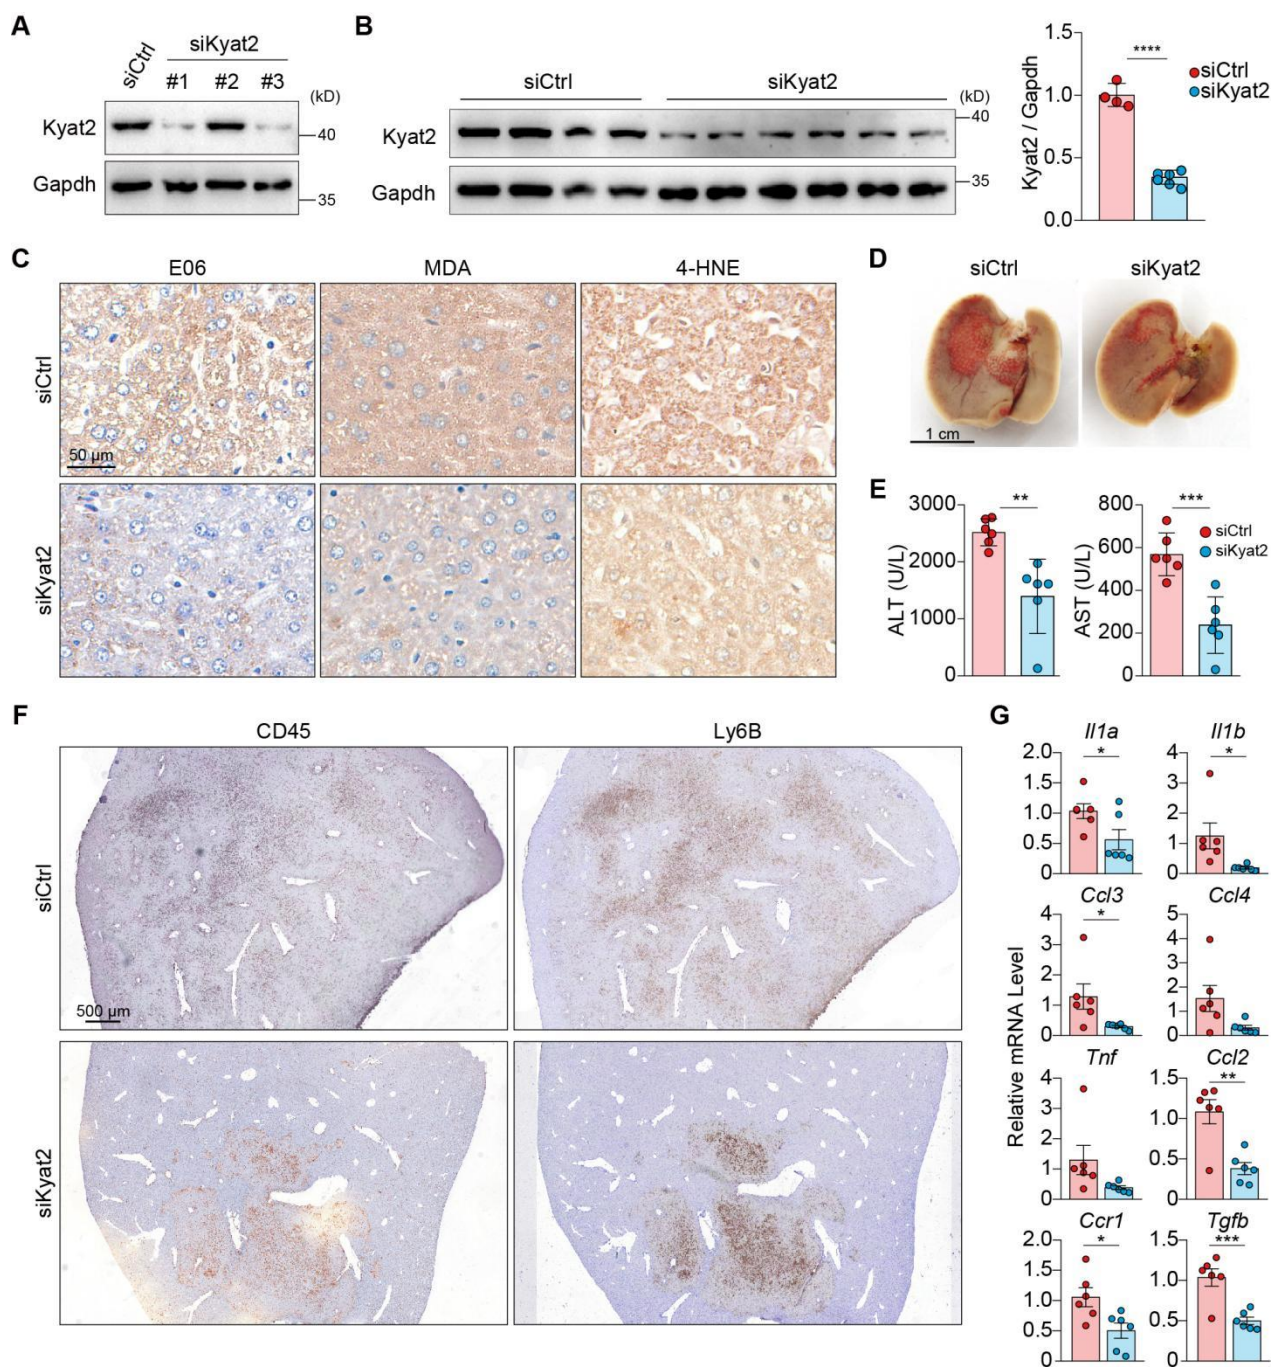 A
siCtrl
siKyat2
#1 #2 #3
(kD)
Kyat2
40
Gapdh
35
B
siCtrl
siKyat2
(kD)
Kyat2
40
Gapdh
35
Kyat2 / Gapdh
1.5
1.0
0.5
0.0
****
siCtrl
siKyat2
C
E06
MDA
4-HNE
siCtrl
50 µm
siKyat2
D
siCtrl
siKyat2
1 cm
E
ALT (U/L)
3000
2000
1000
0
**
AST (U/L)
800
600
400
200
0
***
siCtrl
siKyat2
F
CD45
Ly6B
siCtrl
500 µm
siKyat2
G
Relative mRNA Level
Il1a
2.0
1.5
1.0
0.5
0
*
Il1b
4
3
2
1
0
*
Ccl3
4
3
2
1
0
*
Ccl4
4
3
2
1
0
Tnf
4
3
2
1
0
Ccl2
1.5
1.0
0.5
0
**
Ccr1
2.0
1.5
1.0
0.5
0
*
Tgfb
1.5
1.0
0.5
0
***